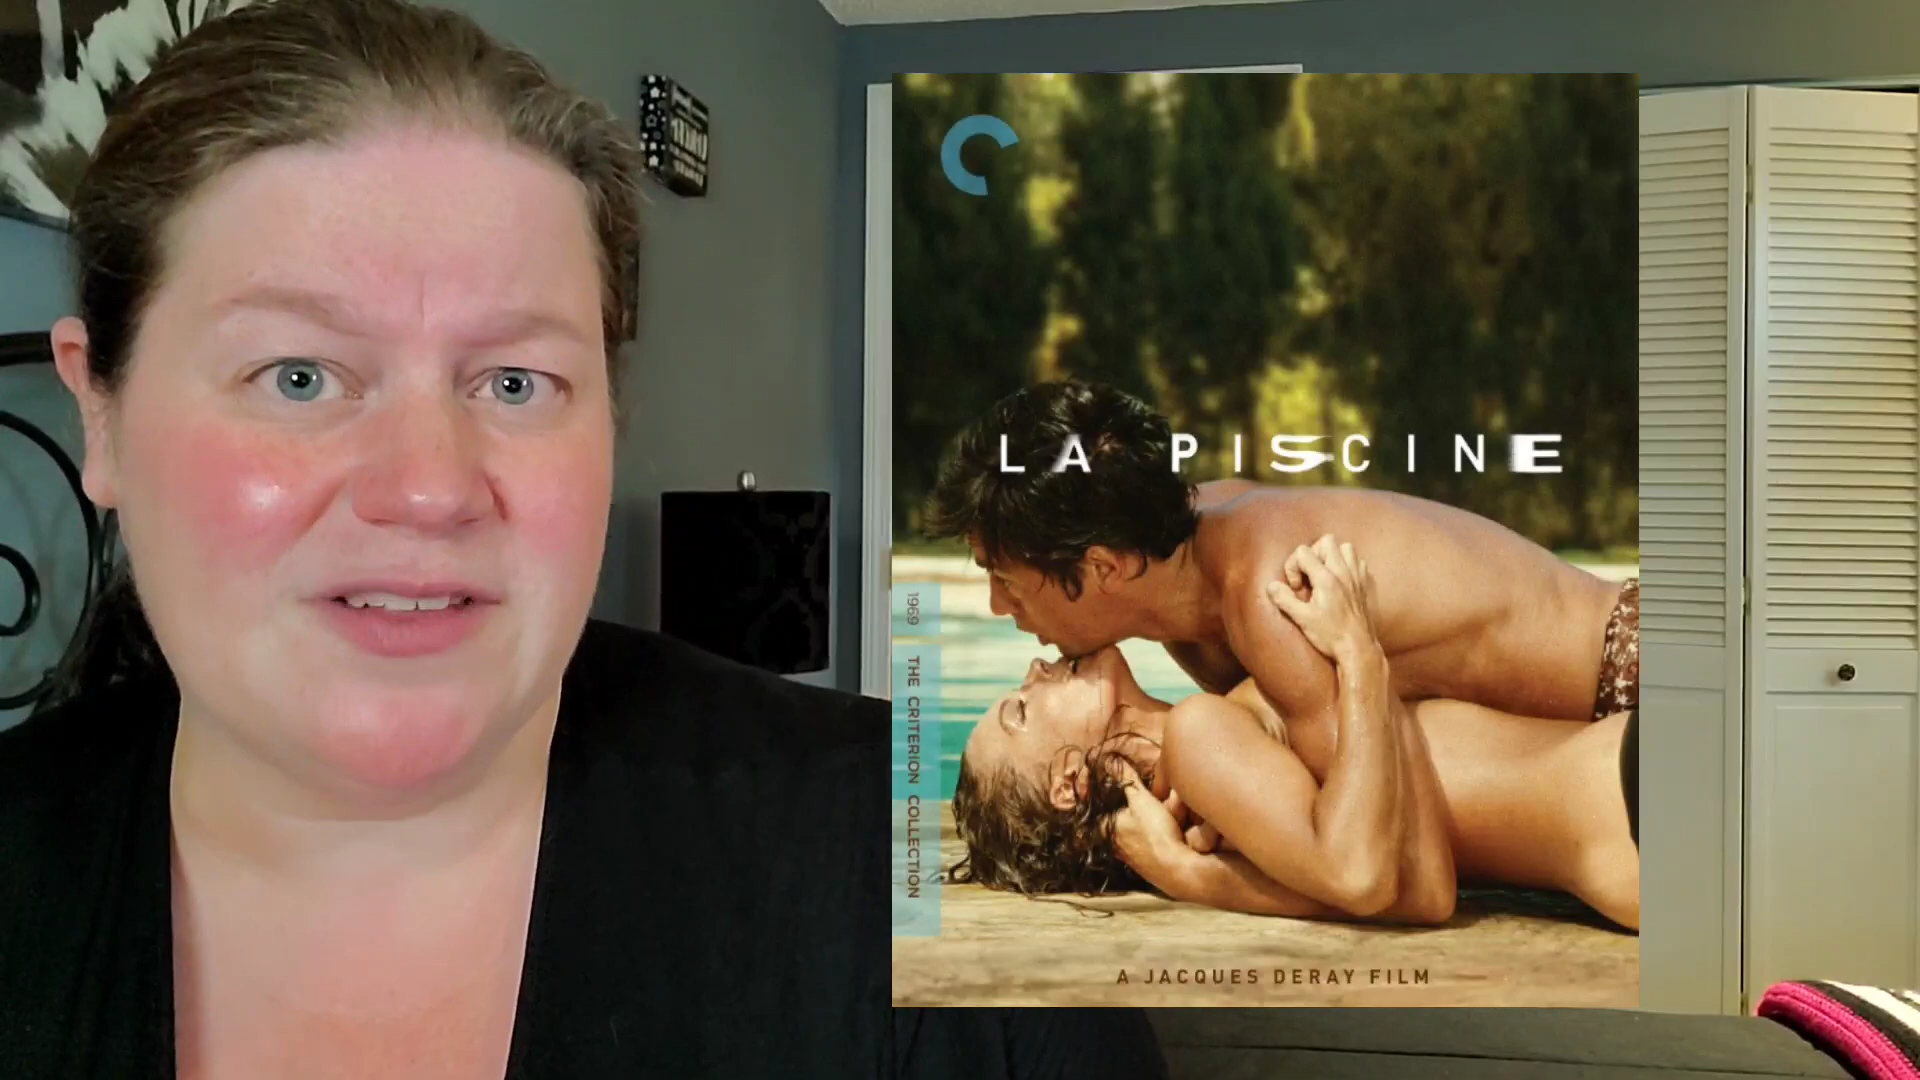 LA PISCINE
1969 THE CRITERION COLLECTION
A JACQUES DERAY FILM